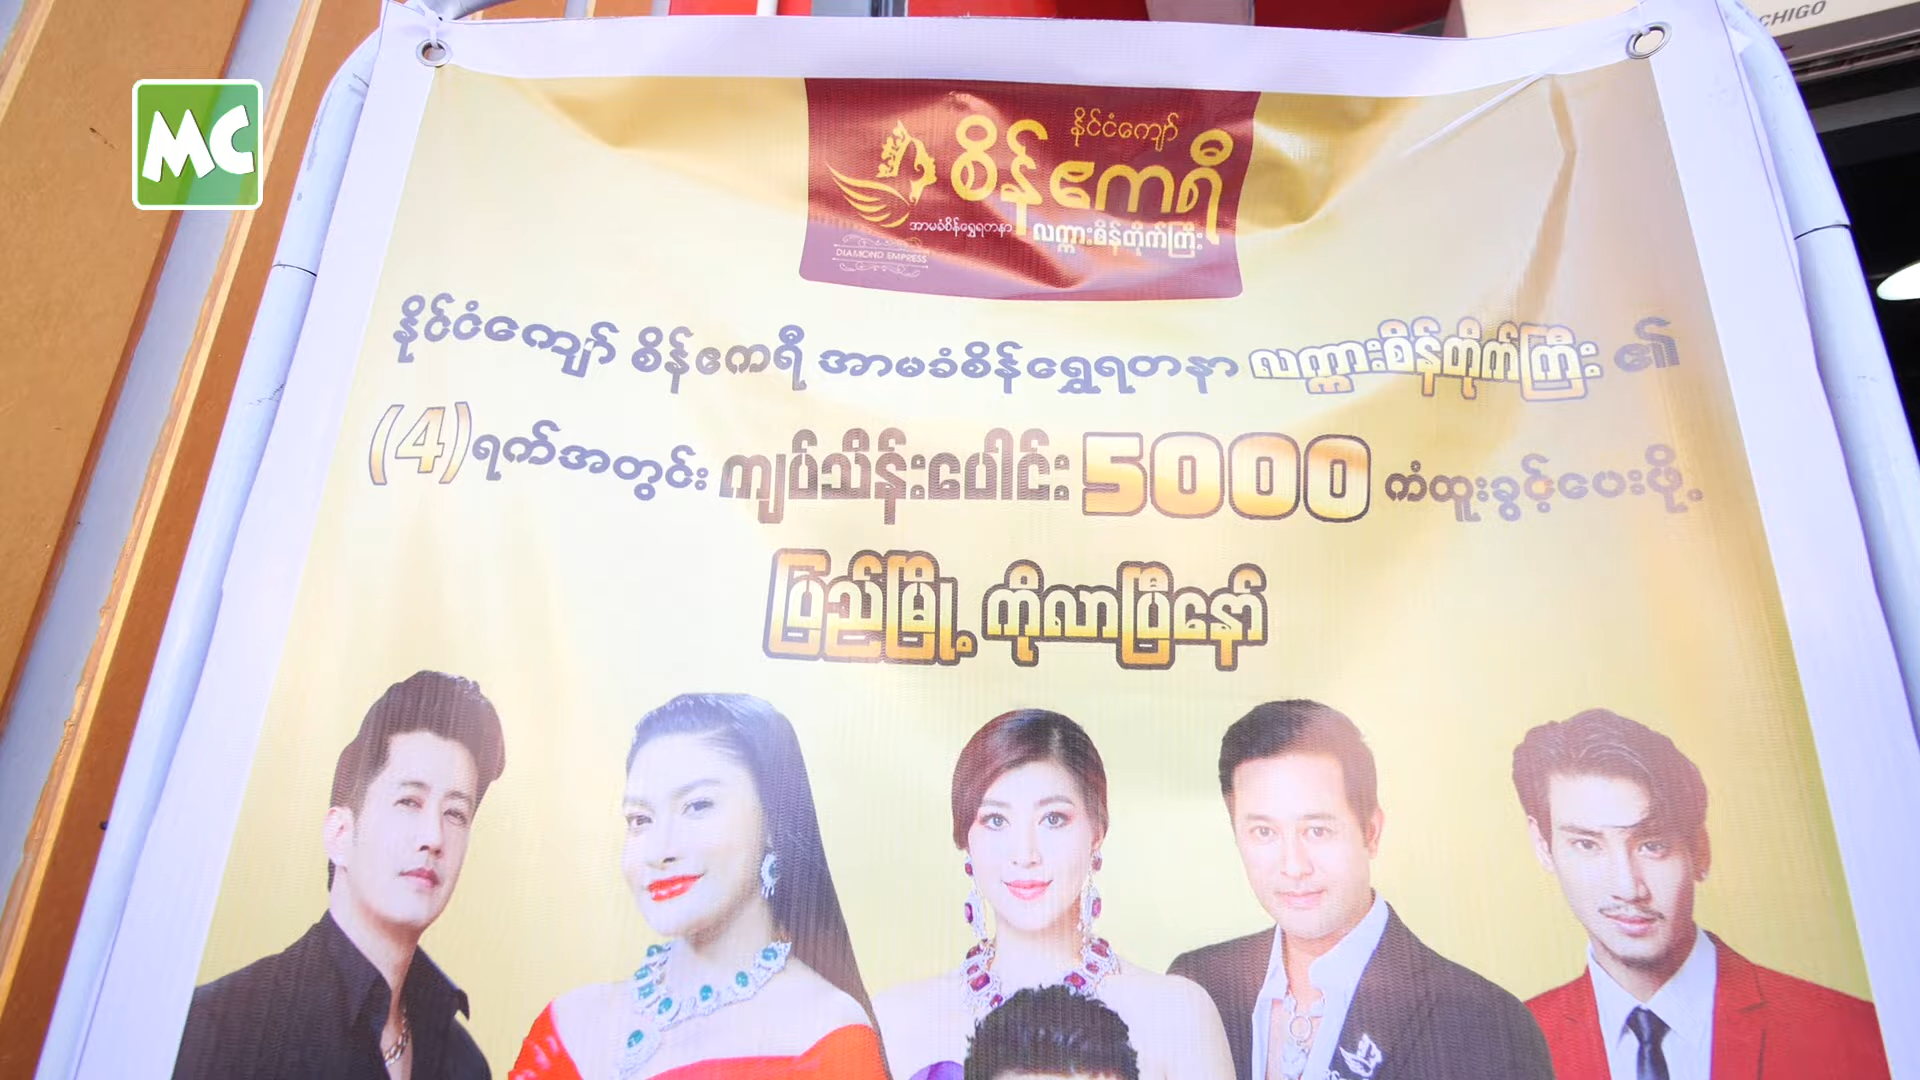 CHIGO
MC
နိုင်ငံကျော်
စိန်ဧကရီ
အာမခံစိန်ရွှေရတနာ လက္ကားစိန်တိုက်ကြီး
DIAMOND EMPRESS
နိုင်ငံကျော် စိန်ဧကရီ အာမခံစိန်ရွှေရတနာ လက္ကားစိန်တိုက်ကြီး ၏
(4)ရက်အတွင်း ကျပ်သိန်းပေါင်း 5000 ကံထူးခွင့်ပေးဖို့
ပြည်မြို့ ကိုလာပြီနော်